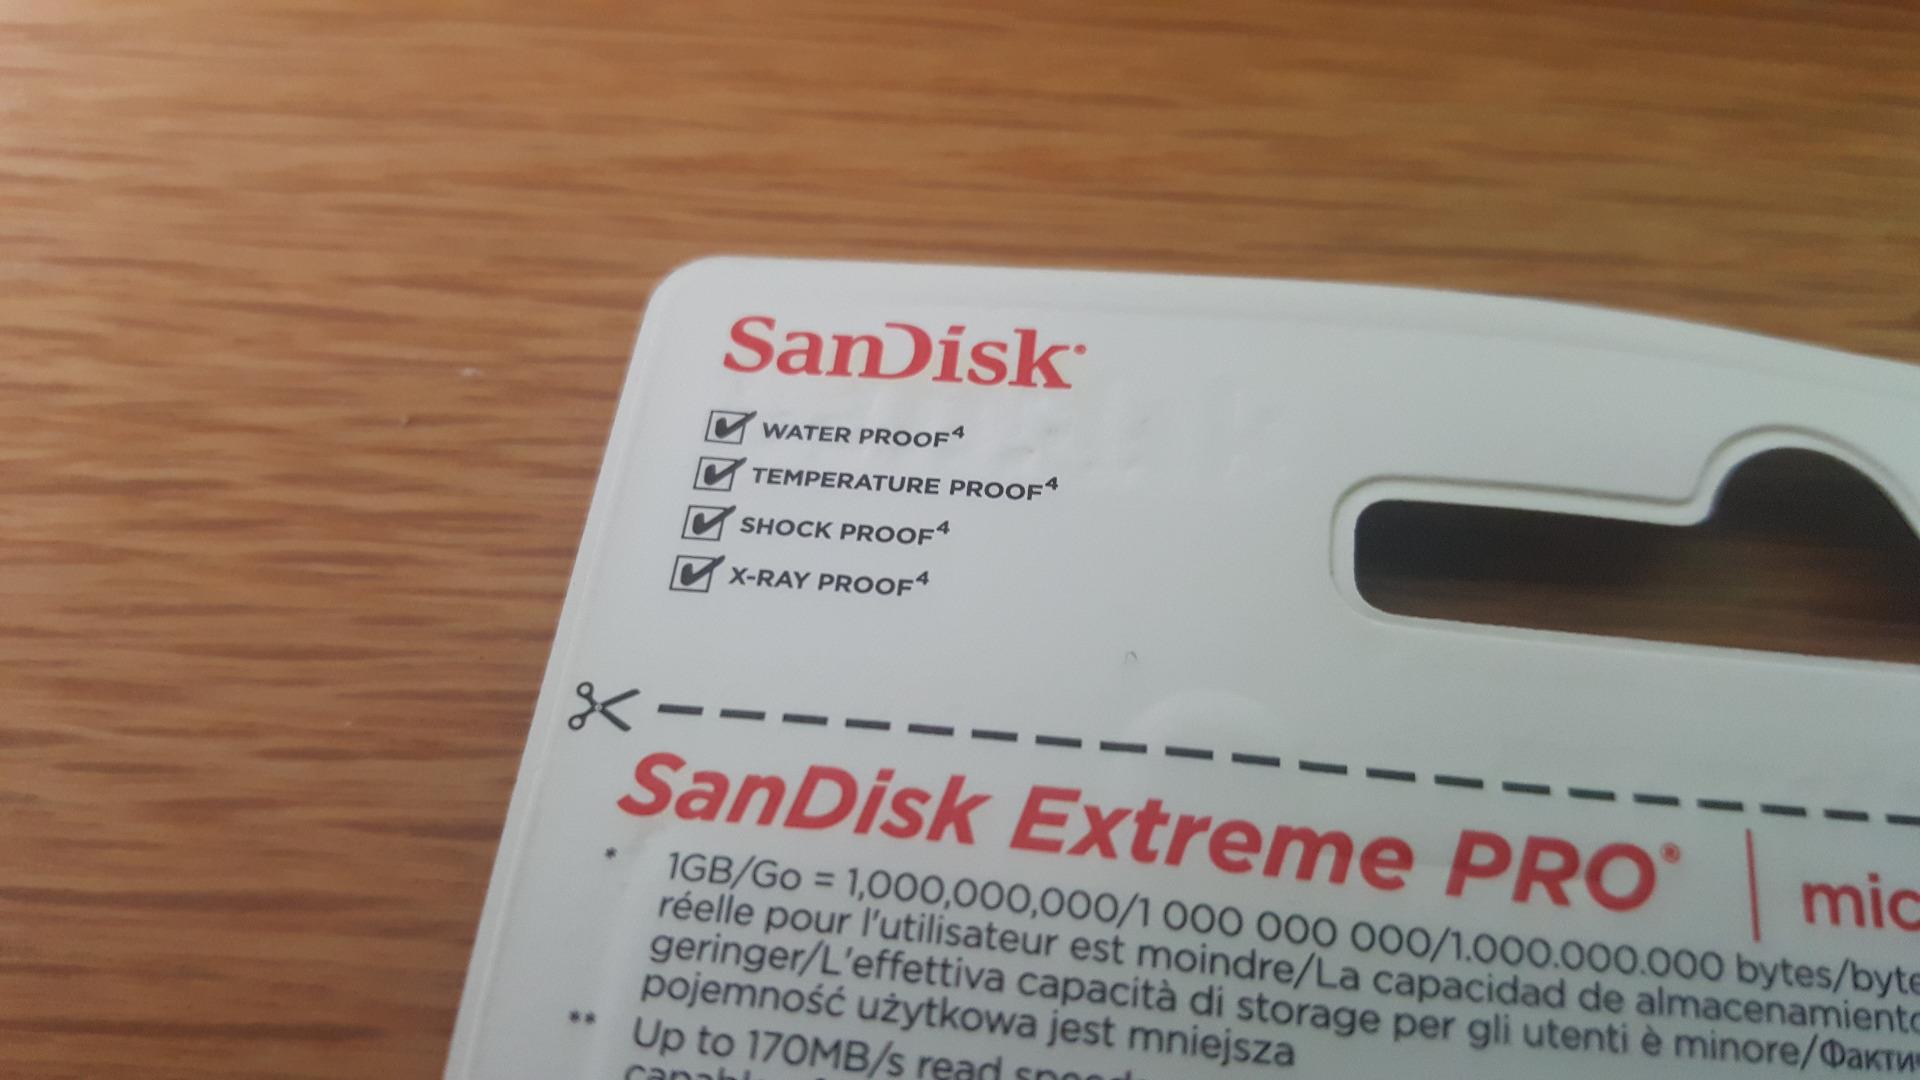 SanDisk®
WATER PROOF⁴
TEMPERATURE PROOF⁴
SHOCK PROOF⁴
X-RAY PROOF⁴
SanDisk Extreme PRO® | mic
* 1GB/Go = 1,000,000,000/1 000 000 000/1.000.000.000 bytes/byte
réelle pour l'utilisateur est moindre/La capacidad de almacenamiento
geringer/L'effettiva capacità di storage per gli utenti è minore/Факти
pojemność użytkowa jest mniejsza
** Up to 170MB/s read